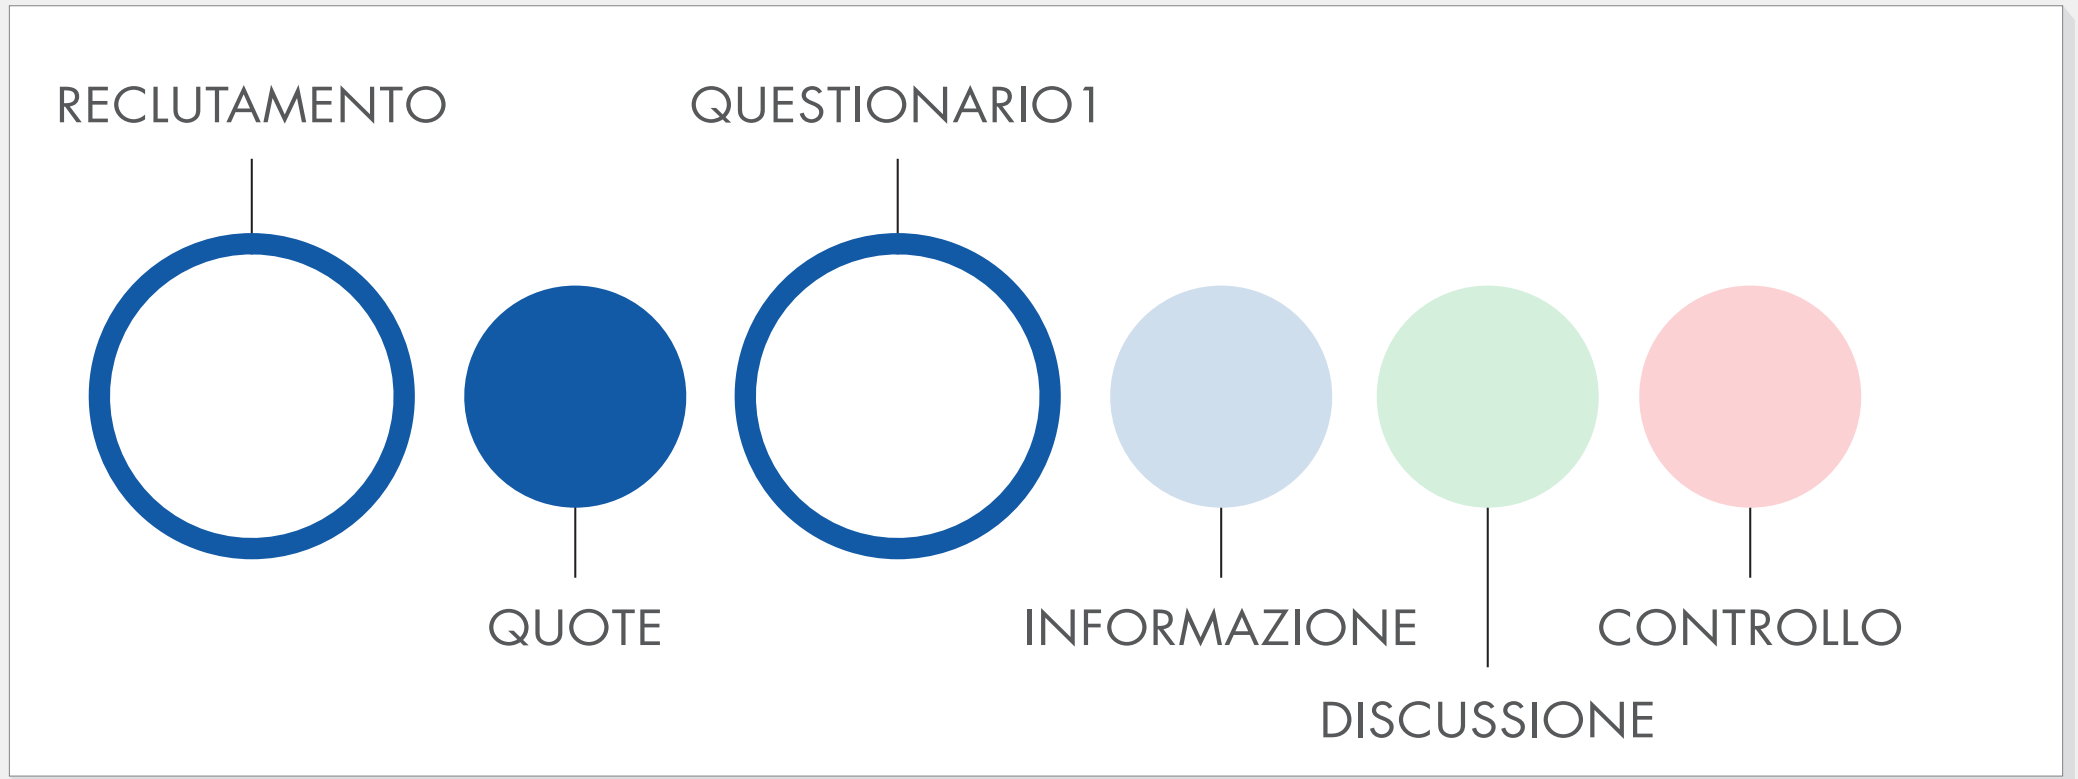 RECLUTAMENTO
QUESTIONARIO1
QUOTE
INFORMAZIONE
CONTROLLO
DISCUSSIONE